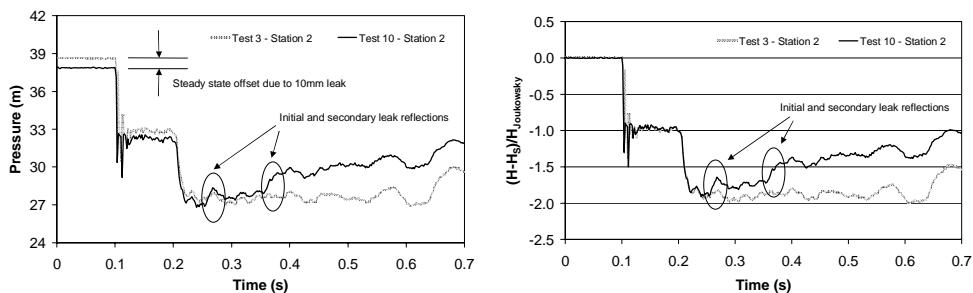 42
39
36
33
30
27
24
Pressure (m)
Test 3 - Station 2
Test 10 - Station 2
Steady state offset due to 10mm leak
Initial and secondary leak reflections
0 0.1 0.2 0.3 0.4 0.5 0.6 0.7
Time (s)
0.5
0.0
-0.5
-1.0
-1.5
-2.0
-2.5
(H-HS)/HJoukowsky
Test 3 - Station 2
Test 10 - Station 2
Initial and secondary leak reflections
0 0.1 0.2 0.3 0.4 0.5 0.6 0.7
Time (s)